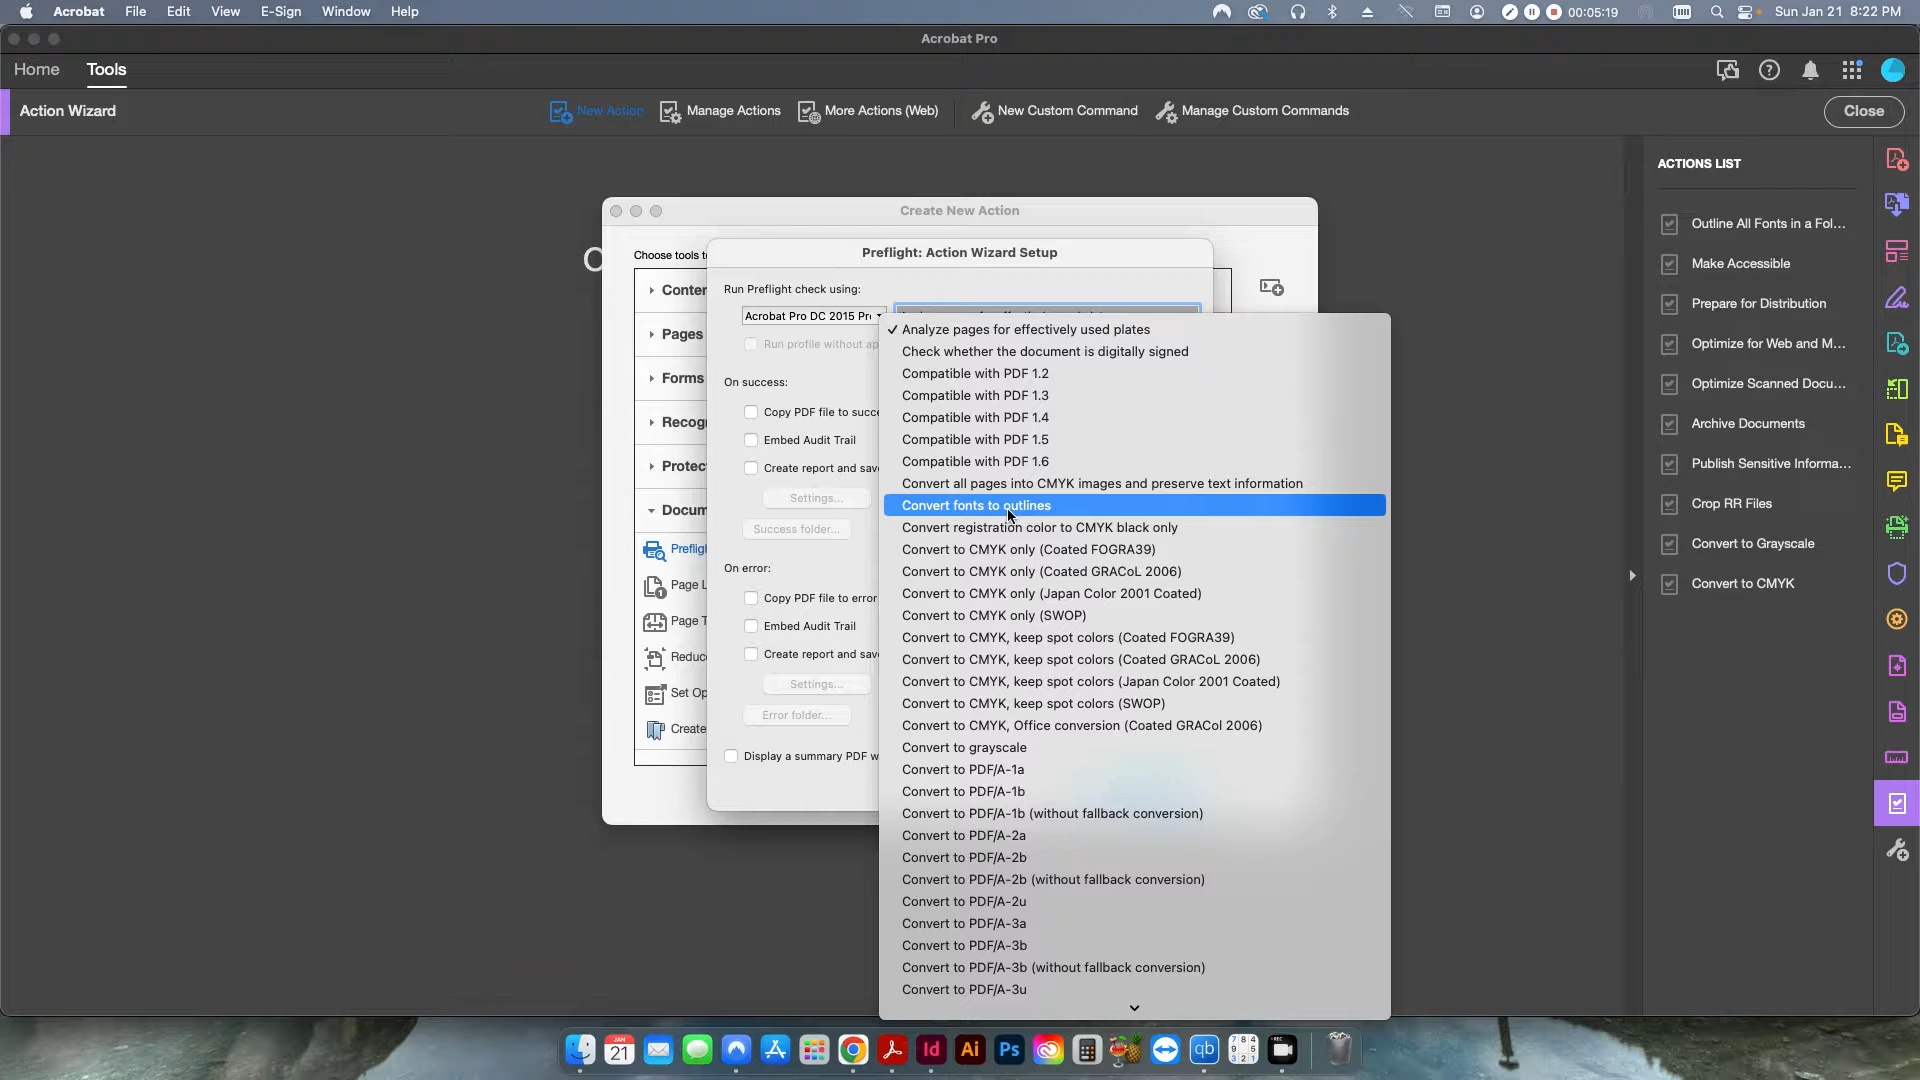 Acrobat File Edit View E-Sign Window Help
00:05:19 Sun Jan 21 8:22 PM
Acrobat Pro
Home Tools
Action Wizard
New Action Manage Actions More Actions (Web) New Custom Command Manage Custom Commands Close
ACTIONS LIST
Outline All Fonts in a Fol...
Make Accessible
Prepare for Distribution
Optimize for Web and M...
Optimize Scanned Docu...
Archive Documents
Publish Sensitive Informa...
Crop RR Files
Convert to Grayscale
Convert to CMYK
Create New Action
Choose tools to
Conten
Pages
Forms
Recog
Protec
Docum
Preflig
Page L
Page T
Reduc
Set Op
Create
Preflight: Action Wizard Setup
Run Preflight check using:
Acrobat Pro DC 2015 Pr
Run profile without ap
On success:
Copy PDF file to succe
Embed Audit Trail
Create report and save
Settings...
Success folder...
On error:
Copy PDF file to error
Embed Audit Trail
Create report and save
Settings...
Error folder...
Display a summary PDF w
Analyze pages for effectively used plates
Check whether the document is digitally signed
Compatible with PDF 1.2
Compatible with PDF 1.3
Compatible with PDF 1.4
Compatible with PDF 1.5
Compatible with PDF 1.6
Convert all pages into CMYK images and preserve text information
Convert fonts to outlines
Convert registration color to CMYK black only
Convert to CMYK only (Coated FOGRA39)
Convert to CMYK only (Coated GRACoL 2006)
Convert to CMYK only (Japan Color 2001 Coated)
Convert to CMYK only (SWOP)
Convert to CMYK, keep spot colors (Coated FOGRA39)
Convert to CMYK, keep spot colors (Coated GRACoL 2006)
Convert to CMYK, keep spot colors (Japan Color 2001 Coated)
Convert to CMYK, keep spot colors (SWOP)
Convert to CMYK, Office conversion (Coated GRACol 2006)
Convert to grayscale
Convert to PDF/A-1a
Convert to PDF/A-1b
Convert to PDF/A-1b (without fallback conversion)
Convert to PDF/A-2a
Convert to PDF/A-2b
Convert to PDF/A-2b (without fallback conversion)
Convert to PDF/A-2u
Convert to PDF/A-3a
Convert to PDF/A-3b
Convert to PDF/A-3b (without fallback conversion)
Convert to PDF/A-3u
JAN
21 Id Ai Ps qb